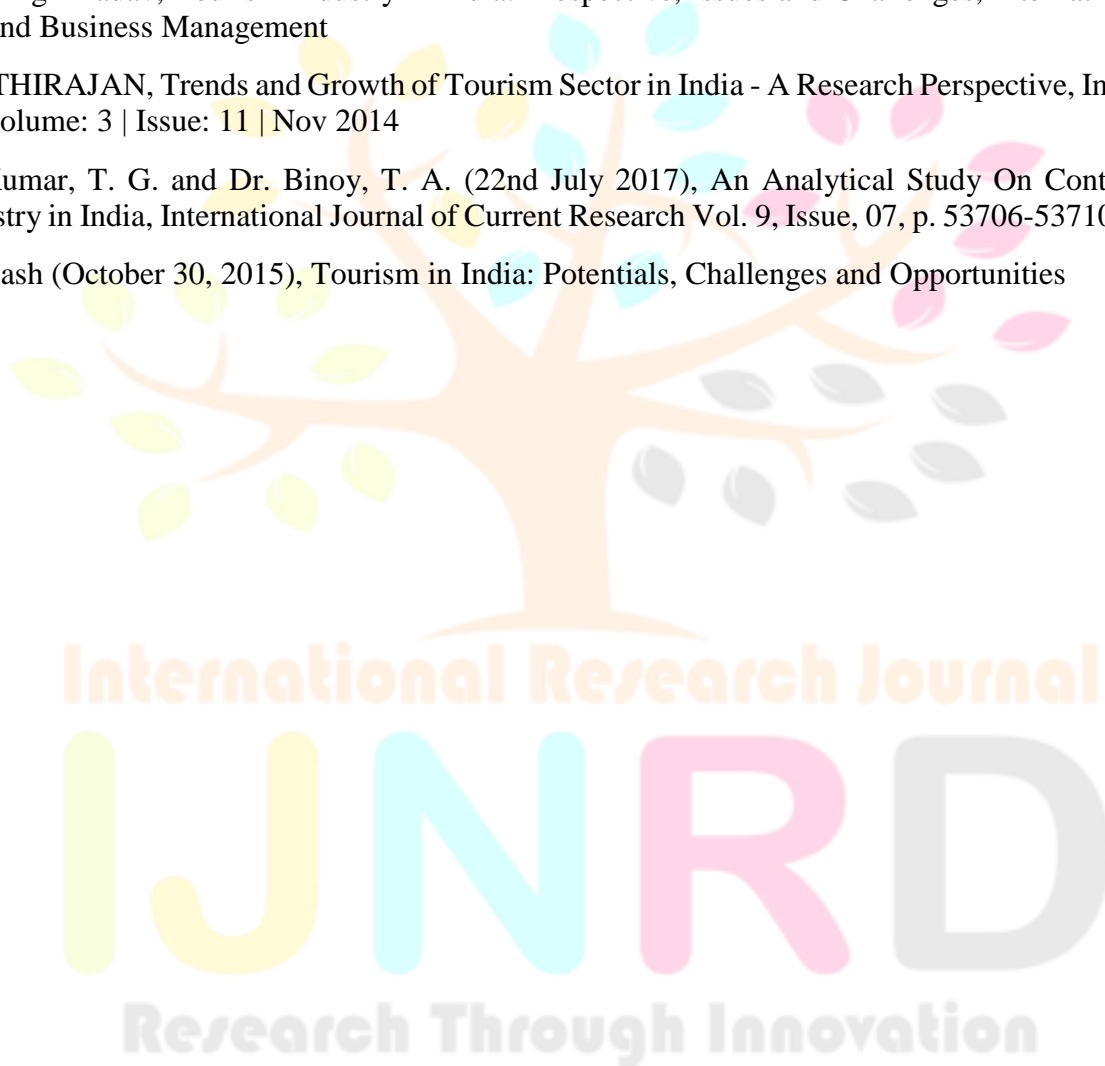 nd Business Management
THIRAJAN, Trends and Growth of Tourism Sector in India - A Research Perspective, In
olume: 3 | Issue: 11 | Nov 2014
umar, T. G. and Dr. Binoy, T. A. (22nd July 2017), An Analytical Study On Cont
stry in India, International Journal of Current Research Vol. 9, Issue, 07, p. 53706-53710
ash (October 30, 2015), Tourism in India: Potentials, Challenges and Opportunities
International Research Journal
IJNRD
Research Through Innovation